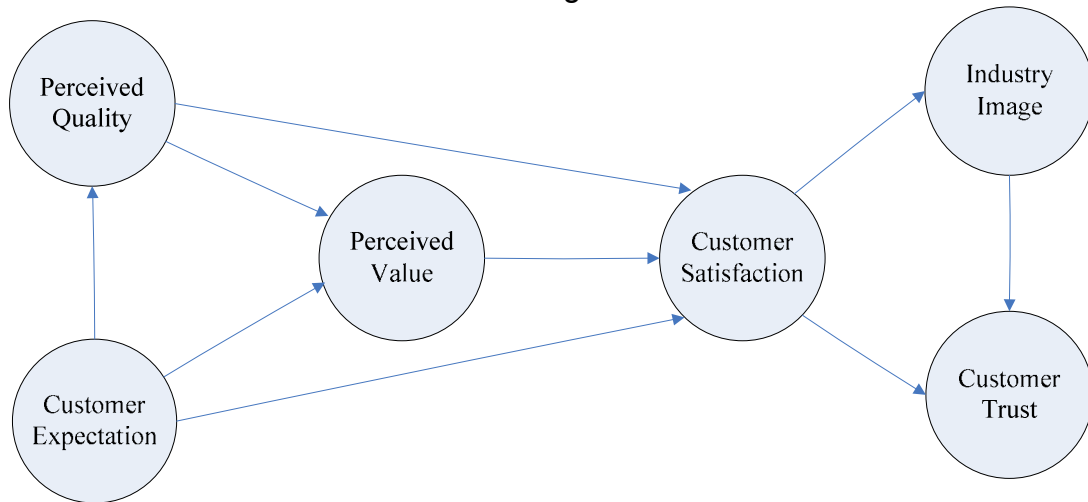 Perceived
Quality
Industry
Image
Perceived
Value
Customer
Satisfaction
Customer
Expectation
Customer
Trust